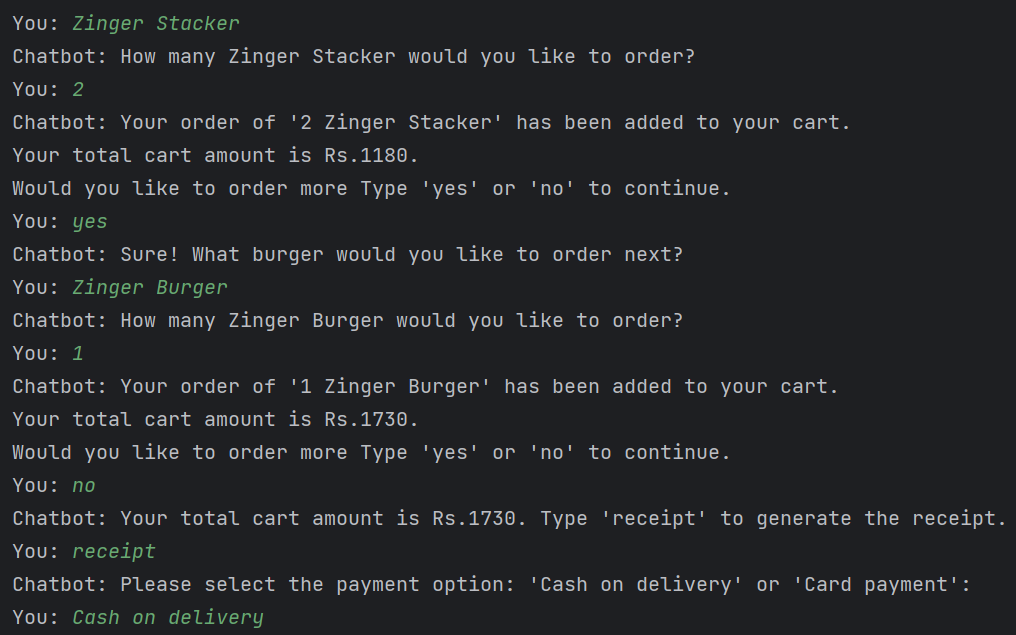 You: Zinger Stacker
Chatbot: How many Zinger Stacker would you like to order?
You: 2
Chatbot: Your order of '2 Zinger Stacker' has been added to your cart.
Your total cart amount is Rs.1180.
Would you like to order more Type 'yes' or 'no' to continue.
You: yes
Chatbot: Sure! What burger would you like to order next?
You: Zinger Burger
Chatbot: How many Zinger Burger would you like to order?
You: 1
Chatbot: Your order of '1 Zinger Burger' has been added to your cart.
Your total cart amount is Rs.1730.
Would you like to order more Type 'yes' or 'no' to continue.
You: no
Chatbot: Your total cart amount is Rs.1730. Type 'receipt' to generate the receipt.
You: receipt
Chatbot: Please select the payment option: 'Cash on delivery' or 'Card payment':
You: Cash on delivery